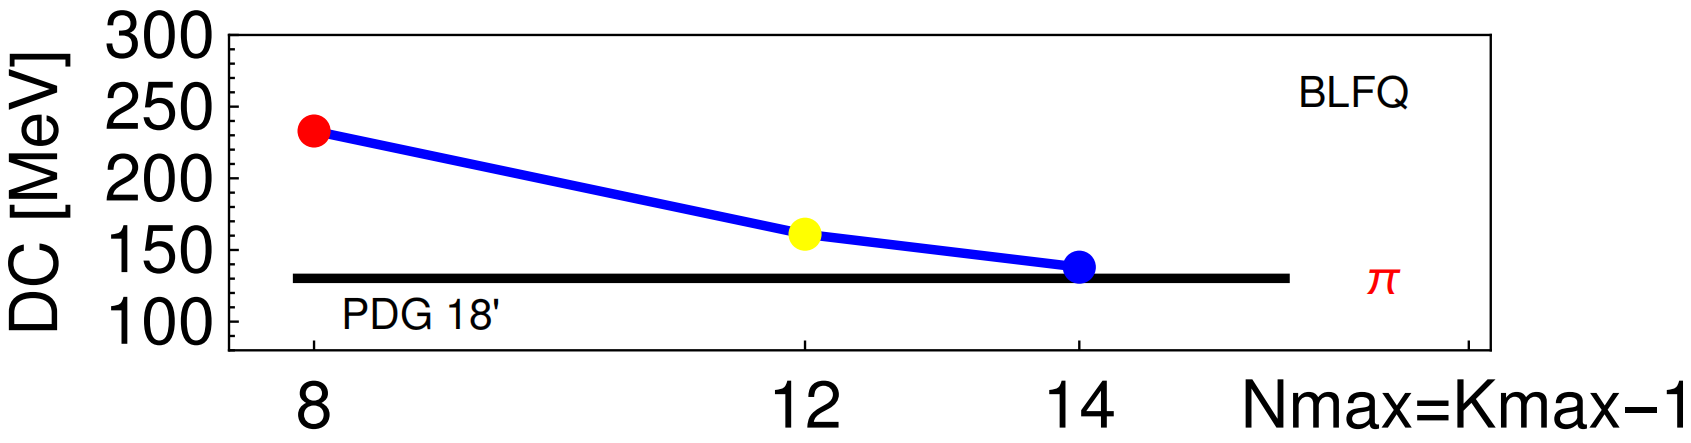 DC [MeV]
300
250
200
150
100
BLFQ
π
PDG 18'
8 12 14 Nmax=Kmax−1